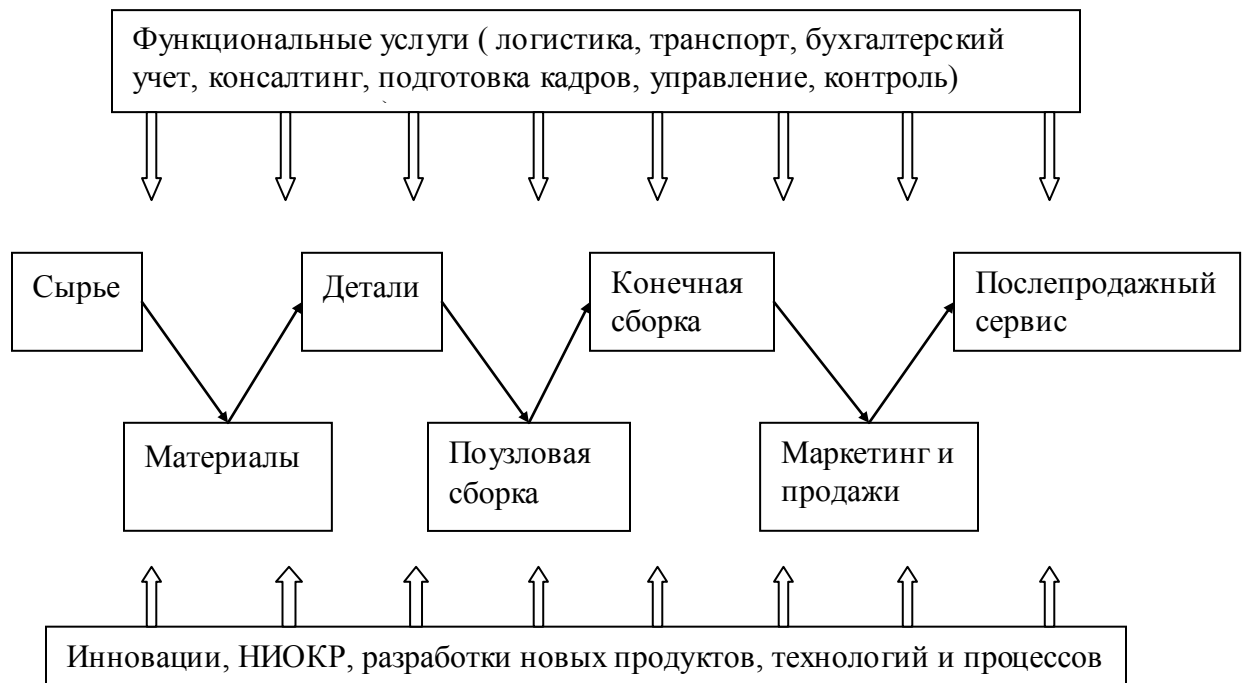 Функциональные услуги ( логистика, транспорт, бухгалтерский
учет, консалтинг, подготовка кадров, управление, контроль)
Сырье
Детали
Конечная
сборка
Послепродажный
сервис
Материалы
Поузловая
сборка
Маркетинг и
продажи
Инновации, НИОКР, разработки новых продуктов, технологий и процессов